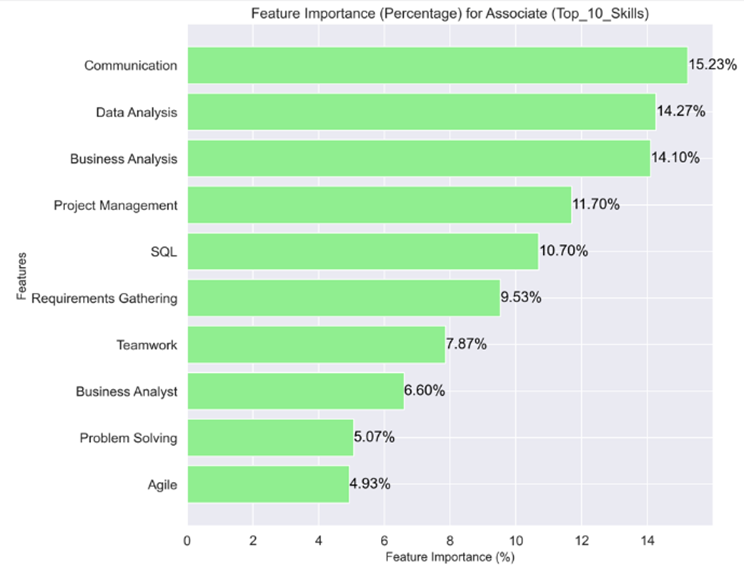 Feature Importance (Percentage) for Associate (Top_10_Skills)
Communication 15.23%
Data Analysis 14.27%
Business Analysis 14.10%
Project Management 11.70%
SQL 10.70%
Features
Requirements Gathering 9.53%
Teamwork 7.87%
Business Analyst 6.60%
Problem Solving 5.07%
Agile 4.93%
0 2 4 6 8 10 12 14
Feature Importance (%)